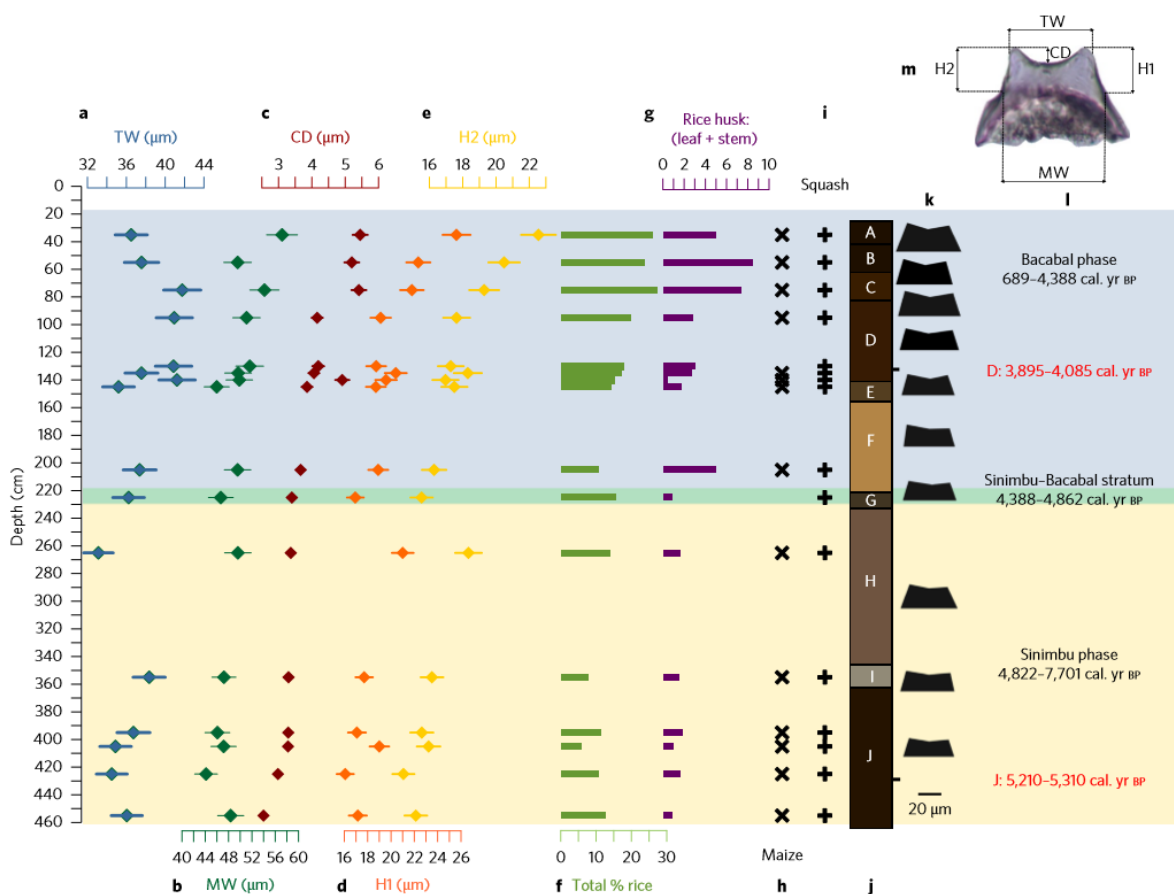 TW
CD
m
H2
H1
MW
a
c
e
g
i
TW (µm)
CD (µm)
H2 (µm)
Rice husk:
(leaf + stem)
32 36 40 44
3 4 5 6
16 18 20 22
0 2 4 6 8 10
Squash
k
l
Depth (cm)
0
20
40
60
80
100
120
140
160
180
200
220
240
260
280
300
320
340
360
380
400
420
440
460
A
B
C
D
E
F
G
H
I
J
Bacabal phase
689–4,388 cal. yr BP
D: 3,895–4,085 cal. yr BP
Sinimbu–Bacabal stratum
4,388–4,862 cal. yr BP
Sinimbu phase
4,822–7,701 cal. yr BP
J: 5,210–5,310 cal. yr BP
20 µm
40 44 48 52 56 60
16 18 20 22 24 26
0 10 20 30
Maize
b
MW (µm)
d
H1 (µm)
f
Total % rice
h
j